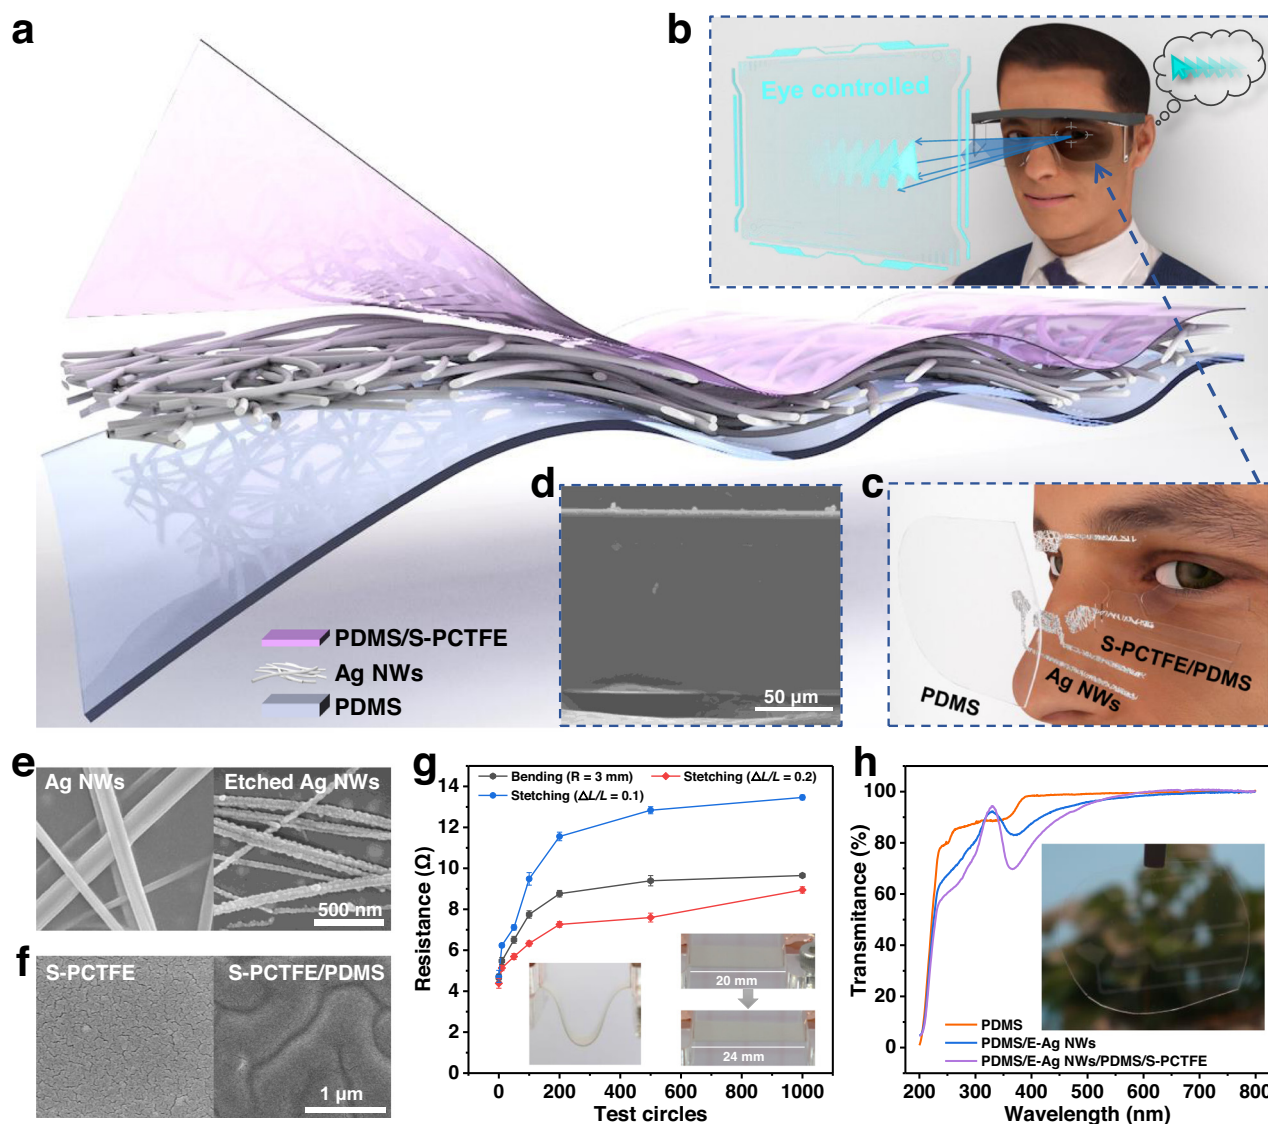 a
b
Eye controlled
PDMS/S-PCTFE
Ag NWs
PDMS
d
50 µm
c
S-PCTFE/PDMS
Ag NWs
PDMS
e
Ag NWs
Etched Ag NWs
500 nm
f
S-PCTFE
S-PCTFE/PDMS
1 µm
g
Bending (R = 3 mm)
Stetching (ΔL/L = 0.2)
Stetching (ΔL/L = 0.1)
Resistance (Ω)
14
12
10
8
6
4
2
0
20 mm
24 mm
0 200 400 600 800 1000
Test circles
h
Transmitance (%)
100
80
60
40
20
0
PDMS
PDMS/E-Ag NWs
PDMS/E-Ag NWs/PDMS/S-PCTFE
200 300 400 500 600 700 800
Wavelength (nm)